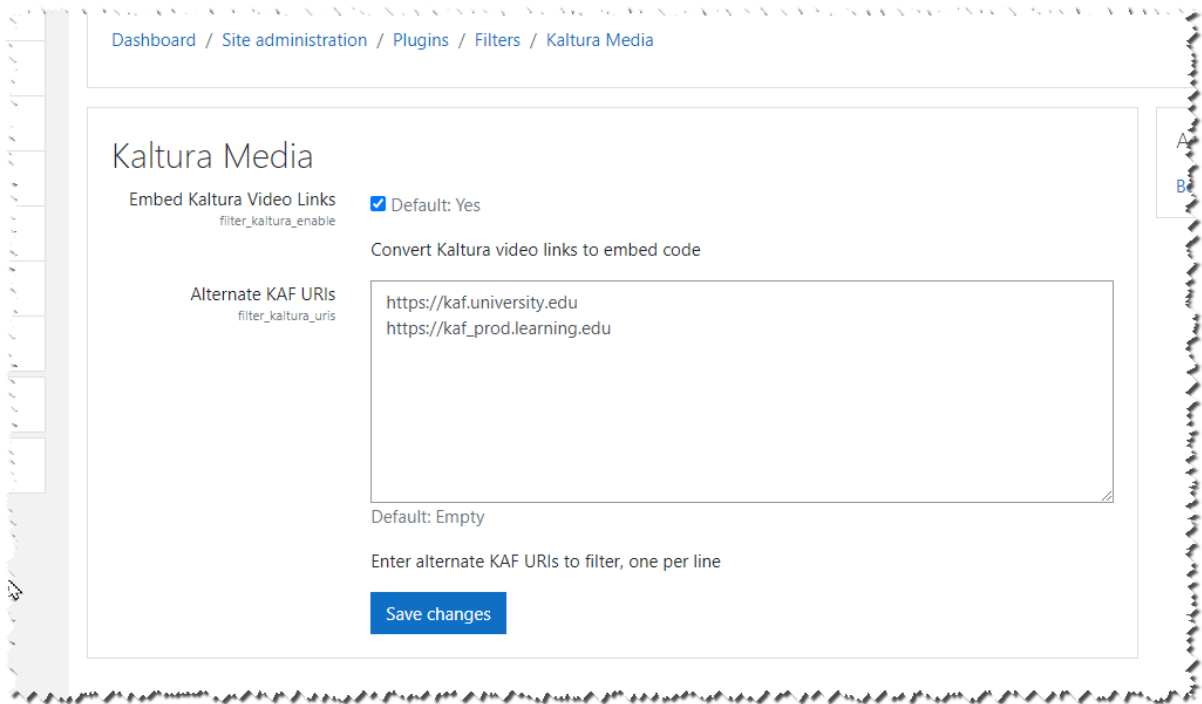 Dashboard / Site administration / Plugins / Filters / Kaltura Media
Kaltura Media
Embed Kaltura Video Links
filter_kaltura_enable
Default: Yes
Convert Kaltura video links to embed code
Alternate KAF URIs
filter_kaltura_uris
https://kaf.university.edu
https://kaf_prod.learning.edu
Default: Empty
Enter alternate KAF URIs to filter, one per line
Save changes